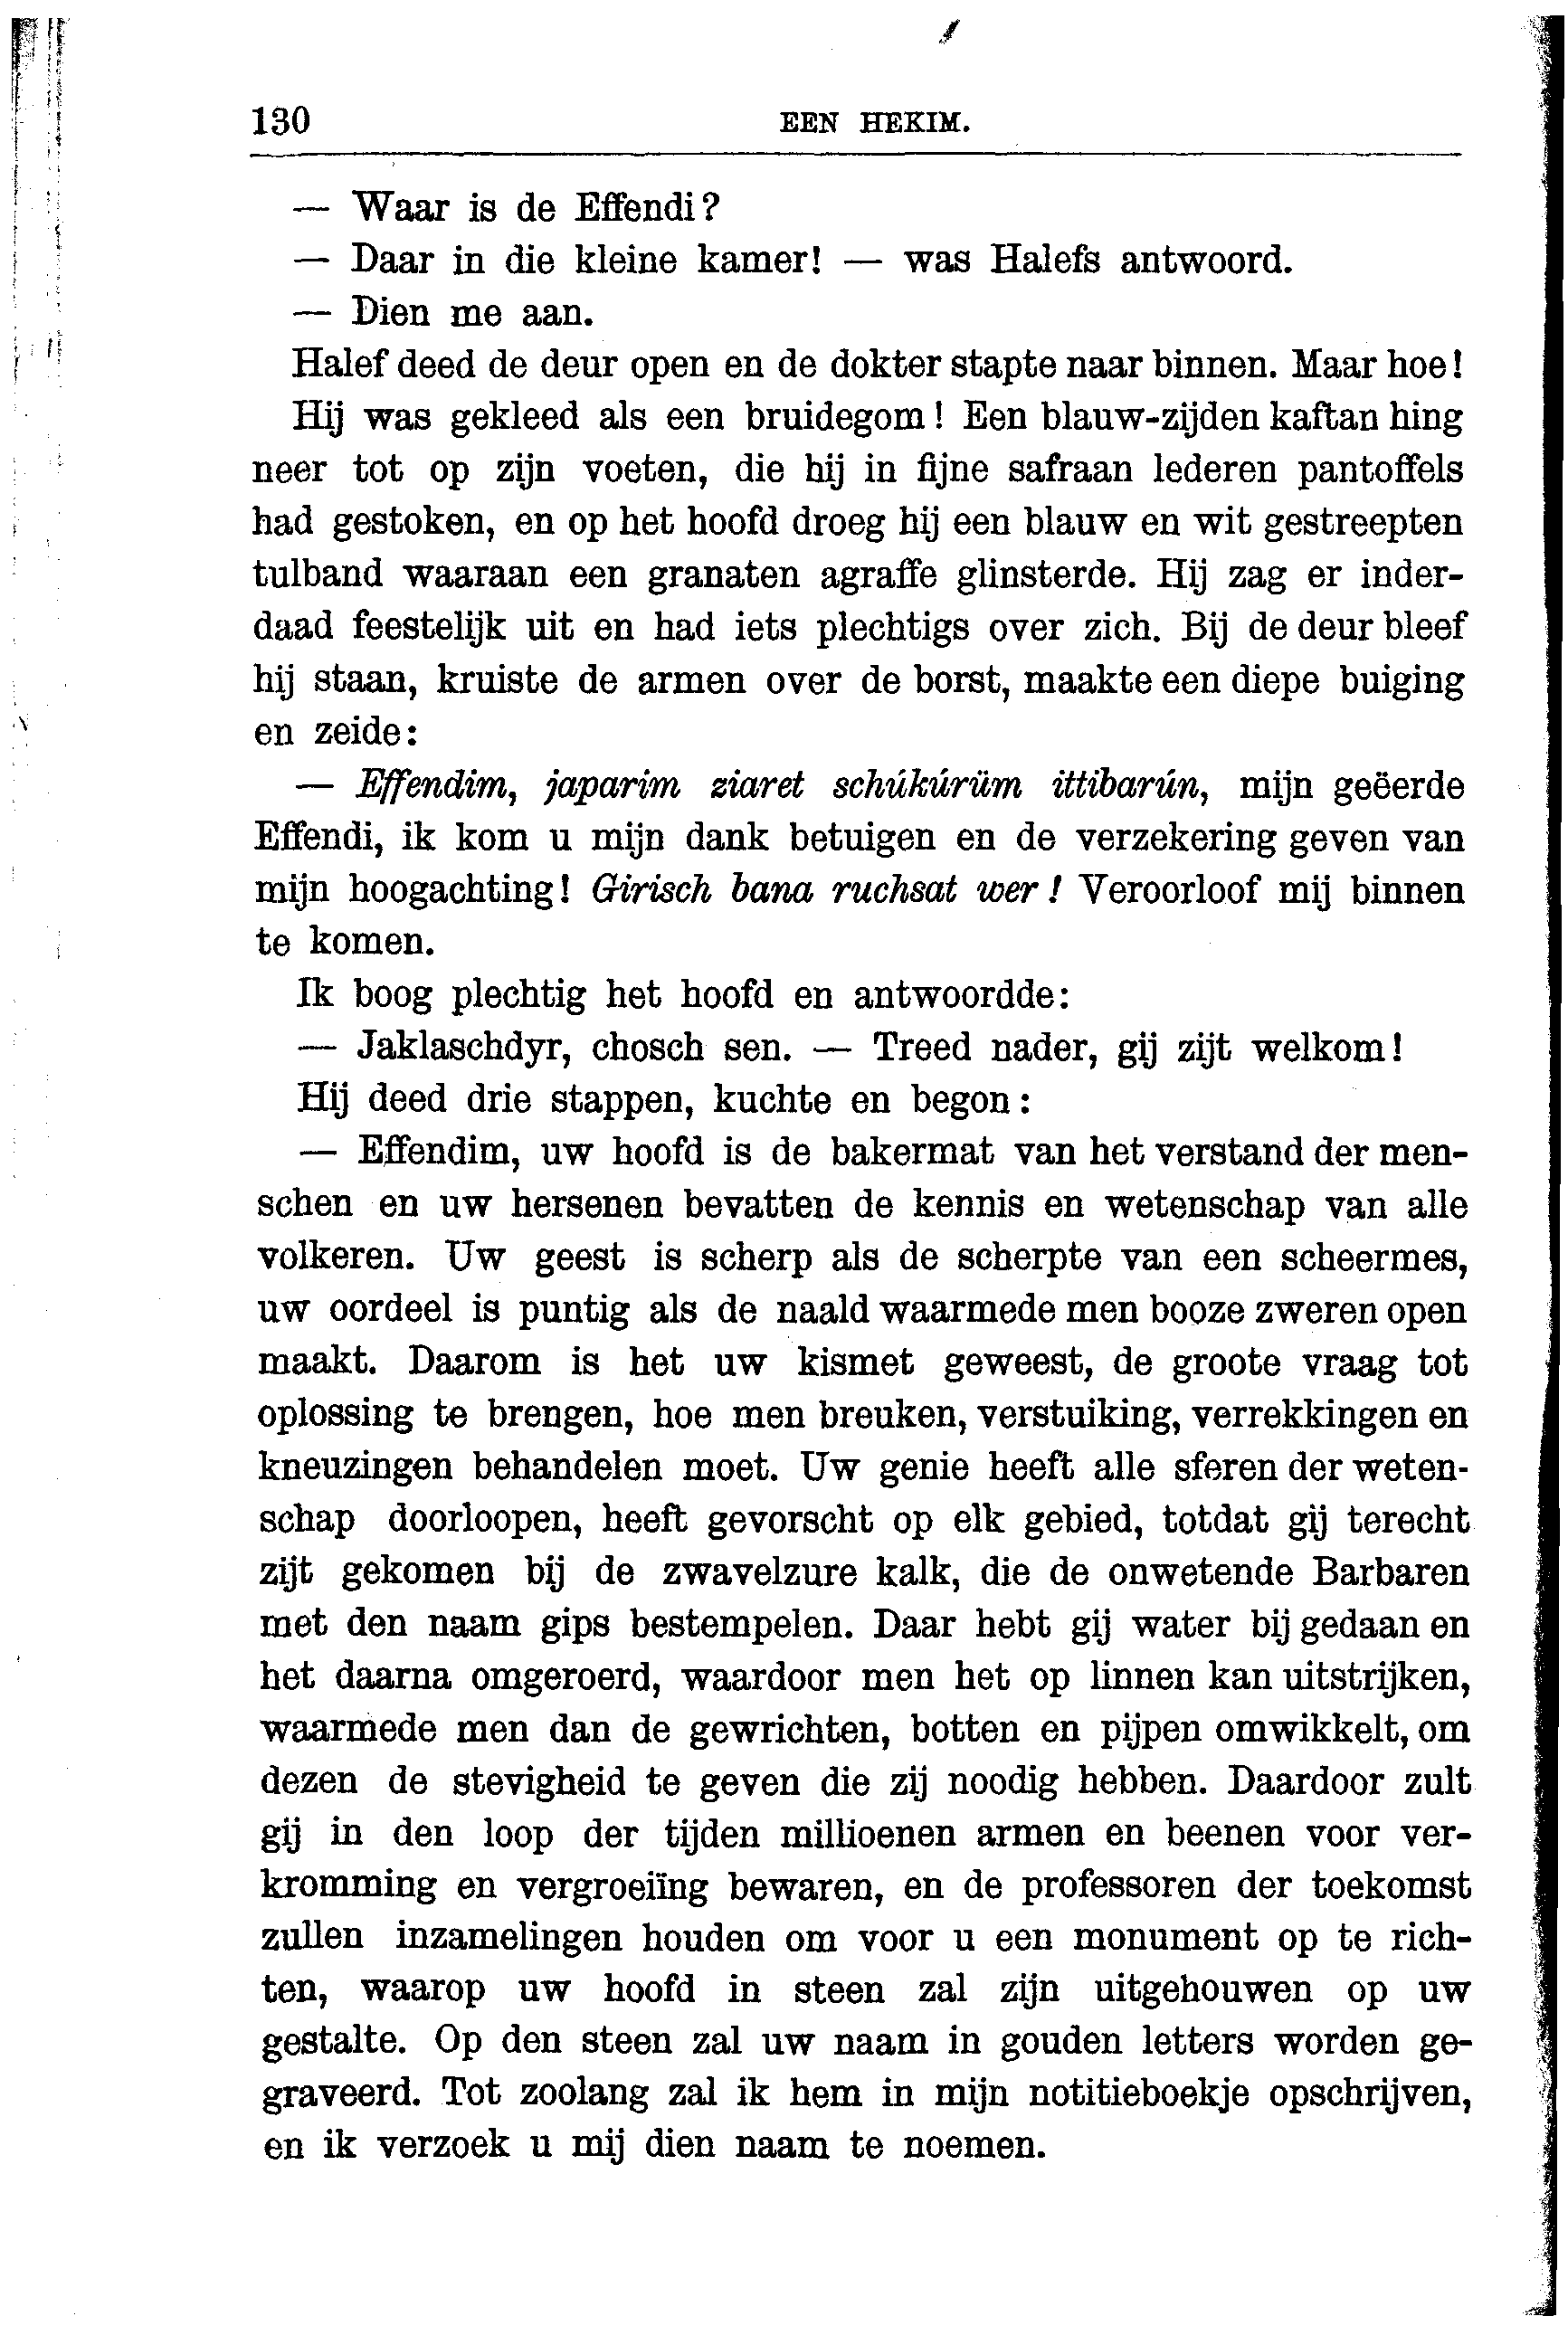 130 EEN HEKIM.
— Waar is de Effendi?
— Daar in die kleine kamer! — was Halefs antwoord.
— Dien me aan.
Halef deed de deur open en de dokter stapte naar binnen. Maar hoe!
Hij was gekleed als een bruidegom! Een blauw-zijden kaftan hing
neer tot op zijn voeten, die hij in fijne safraan lederen pantoffels
had gestoken, en op het hoofd droeg hij een blauw en wit gestreepten
tulband waaraan een granaten agraffe glinsterde. Hij zag er inder-
daad feestelijk uit en had iets plechtigs over zich. Bij de deur bleef
hij staan, kruiste de armen over de borst, maakte een diepe buiging
en zeide:
— Effendim, japarim ziaret schúkúrüm ittibarún, mijn geëerde
Effendi, ik kom u mijn dank betuigen en de verzekering geven van
mijn hoogachting! Girisch bana ruchsat wer! Veroorloof mij binnen
te komen.
Ik boog plechtig het hoofd en antwoordde:
— Jaklaschdyr, chosch sen. — Treed nader, gij zijt welkom!
Hij deed drie stappen, kuchte en begon:
— Effendim, uw hoofd is de bakermat van het verstand der men-
schen en uw hersenen bevatten de kennis en wetenschap van alle
volkeren. Uw geest is scherp als de scherpte van een scheermes,
uw oordeel is puntig als de naald waarmede men booze zweren open
maakt. Daarom is het uw kismet geweest, de groote vraag tot
oplossing te brengen, hoe men breuken, verstuiking, verrekkingen en
kneuzingen behandelen moet. Uw genie heeft alle sferen der weten-
schap doorloopen, heeft gevorscht op elk gebied, totdat gij terecht
zijt gekomen bij de zwavelzure kalk, die de onwetende Barbaren
met den naam gips bestempelen. Daar hebt gij water bij gedaan en
het daarna omgeroerd, waardoor men het op linnen kan uitstrijken,
waarmede men dan de gewrichten, botten en pijpen omwikkelt, om
dezen de stevigheid te geven die zij noodig hebben. Daardoor zult
gij in den loop der tijden millioenen armen en beenen voor ver-
kromming en vergroeiïng bewaren, en de professoren der toekomst
zullen inzamelingen houden om voor u een monument op te rich-
ten, waarop uw hoofd in steen zal zijn uitgehouwen op uw
gestalte. Op den steen zal uw naam in gouden letters worden ge-
graveerd. Tot zoolang zal ik hem in mijn notitieboekje opschrijven,
en ik verzoek u mij dien naam te noemen.